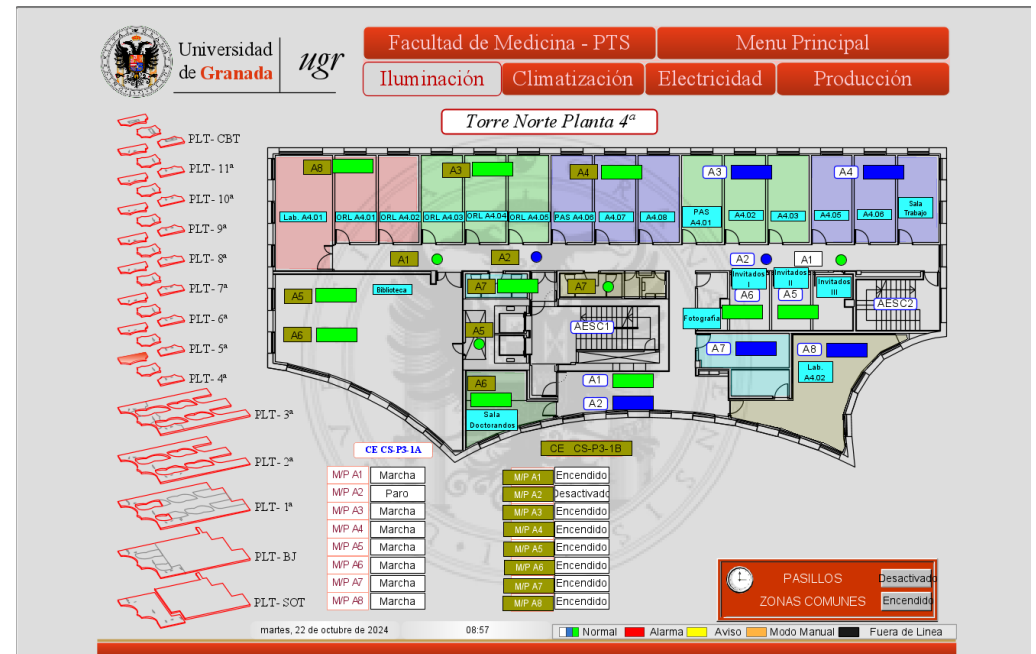 Universidad
de Granada
ugr
Facultad de Medicina - PTS
Menu Principal
Iluminación
Climatización
Electricidad
Producción
Torre Norte Planta 4ª
PLT- CBT
PLT- 11ª
PLT- 10ª
PLT- 9ª
PLT- 8ª
PLT- 7ª
PLT- 6ª
PLT- 5ª
PLT- 4ª
PLT- 3ª
PLT- 2ª
PLT- 1ª
PLT- BJ
PLT- SOT
A8
A3
A4
A3
A4
Lab. A4.01
ORL A4.01
ORL A4.02
ORL A4.03
ORL A4.04
ORL A4.05
PAS A4.06
A4.07
A4.08
PAS
A4.01
A4.02
A4.03
A4.05
A4.06
Sala
Trabajo
A1
A2
A2
A1
Biblioteca
A5
A6
A7
A7
A5
A6
Sala
Doctorandos
AESC1
Invitados
I
Invitados
II
Invitados
III
A6
A5
AESC2
Fotografia
A7
A8
Lab.
A4.02
A1
A2
CE CS-P3-1A
M/P A1 Marcha
M/P A2 Paro
M/P A3 Marcha
M/P A4 Marcha
M/P A5 Marcha
M/P A6 Marcha
M/P A7 Marcha
M/P A8 Marcha
CE CS-P3-1B
M/P A1 Encendido
M/P A2 Desactivado
M/P A3 Encendido
M/P A4 Encendido
M/P A5 Encendido
M/P A6 Encendido
M/P A7 Encendido
M/P A8 Encendido
PASILLOS Desactivado
ZONAS COMUNES Encendido
martes, 22 de octubre de 2024 08:57
Normal Alarma Aviso Modo Manual Fuera de Linea